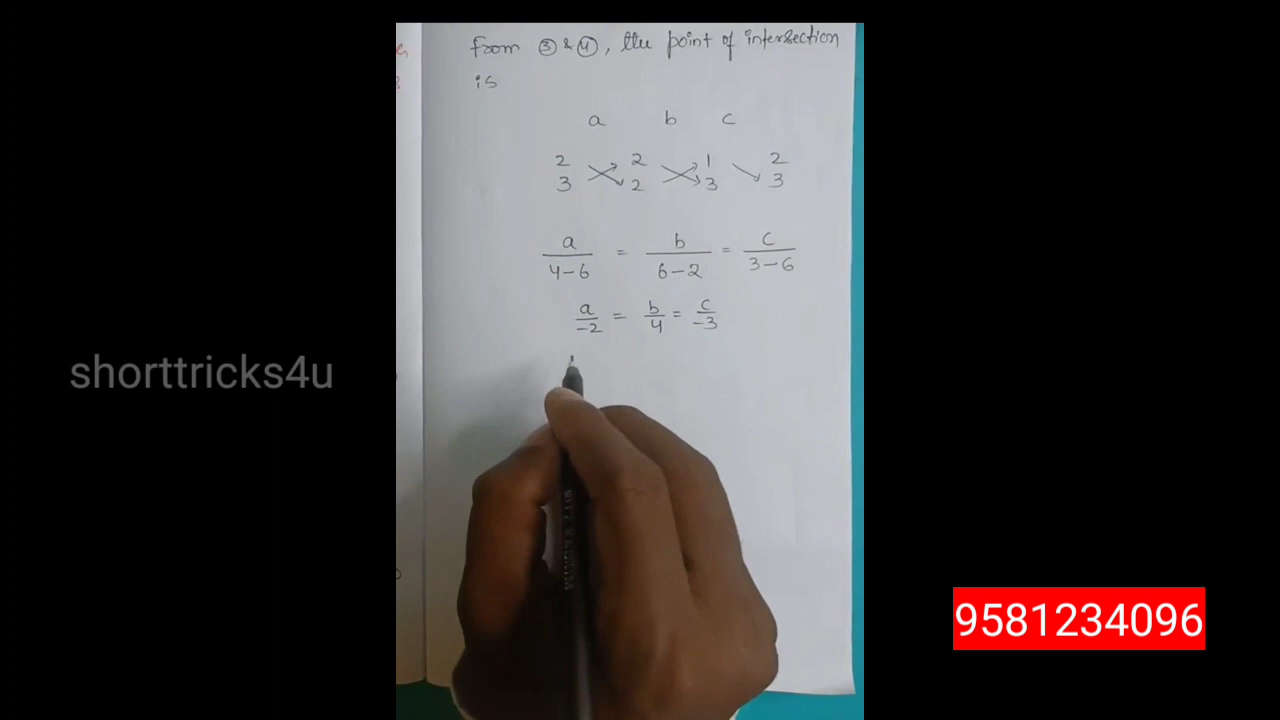 from ③ & ④, the point of intersection
is
a b c
2 2 1 2
3 2 3 3
a/4-6 = b/6-2 = c/3-6
a/-2 = b/4 = c/-3
shorttricks4u
9581234096